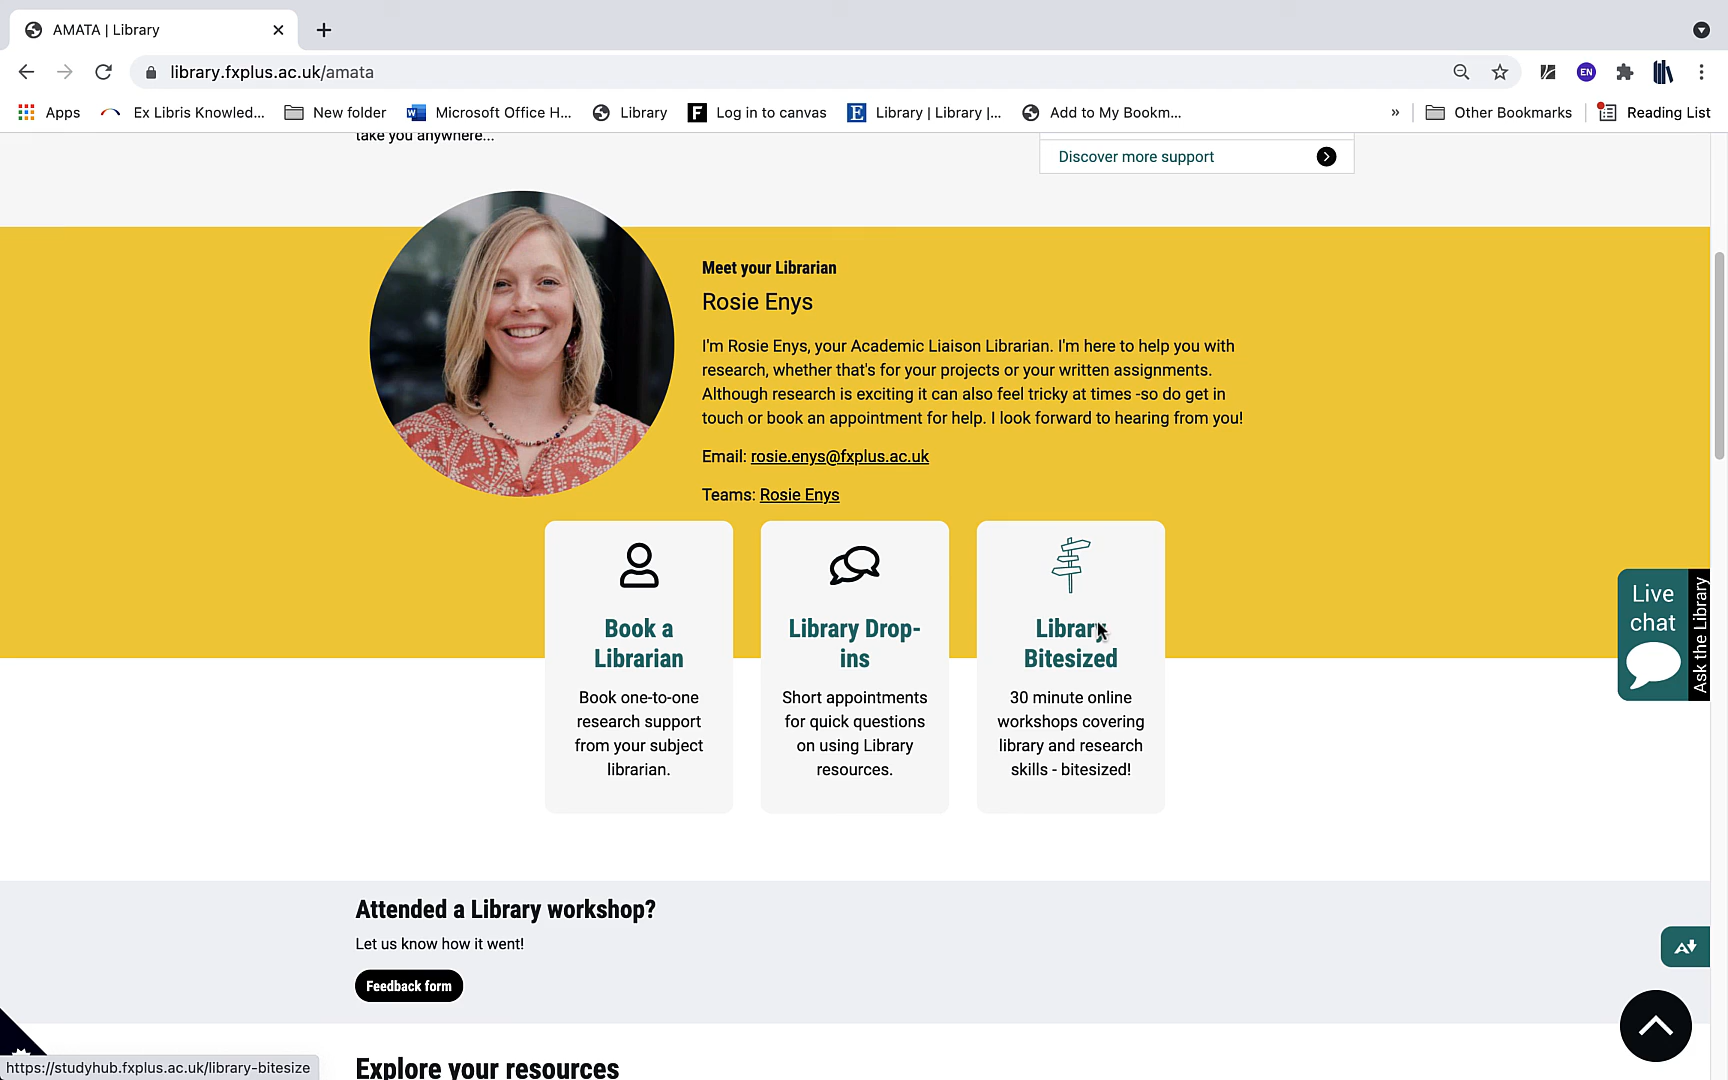 AMATA | Library
library.fxplus.ac.uk/amata
EN
Apps
Ex Libris Knowled...
New folder
Microsoft Office H...
Library
Log in to canvas
Library | Library |...
Add to My Bookm...
»
Other Bookmarks
Reading List
take you anywhere...
Discover more support
Meet your Librarian
Rosie Enys
I'm Rosie Enys, your Academic Liaison Librarian. I'm here to help you with
research, whether that's for your projects or your written assignments.
Although research is exciting it can also feel tricky at times -so do get in
touch or book an appointment for help. I look forward to hearing from you!
Email: rosie.enys@fxplus.ac.uk
Teams: Rosie Enys
Book a
Librarian
Book one-to-one
research support
from your subject
librarian.
Library Drop-
ins
Short appointments
for quick questions
on using Library
resources.
Library
Bitesized
30 minute online
workshops covering
library and research
skills - bitesized!
Live
chat
Ask the Library
Attended a Library workshop?
Let us know how it went!
Feedback form
Explore your resources
https://studyhub.fxplus.ac.uk/library-bitesize